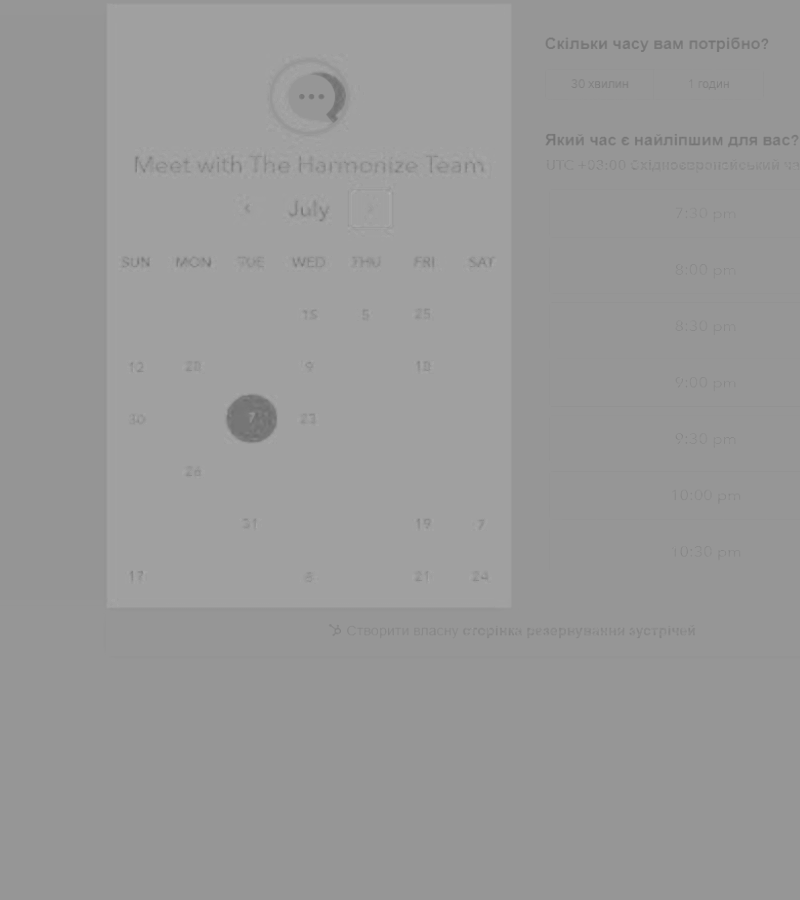 Meet with The Harmonize Team
‹ July ›
SUN MON TUE WED THU FRI SAT
15 5 25
12 28 9 18
30 7 23
26
31 19 7
17 8 21 24
Скільки часу вам потрібно?
30 хвилин 1 годин
Який час є найліпшим для вас?
UTC +03:00 Східноєвропейський
7:30 pm
8:00 pm
8:30 pm
9:00 pm
9:30 pm
10:00 pm
10:30 pm
Створити власну сторінка резервування зустрічей